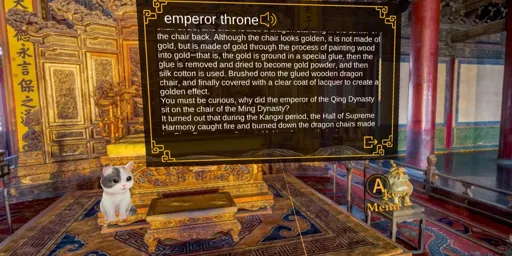 言保之
emperor throne
the chair back. Although the chair looks golden, it is not made of
gold, but is made of gold through the process of painting wood
into gold—that is, the gold is ground in a special glue, then the
glue is removed and dried to become gold powder, and then
silk cotton is used. Brushed onto the glued wooden dragon
chair, and finally covered with a clear coat of lacquer to create a
golden effect.
You must be curious, why did the emperor of the Qing Dynasty
sit on the chair of the Ming Dynasty?
It turned out that during the Kangxi period, the Hall of Supreme
Harmony caught fire and burned down the dragon chairs made
A
Menu